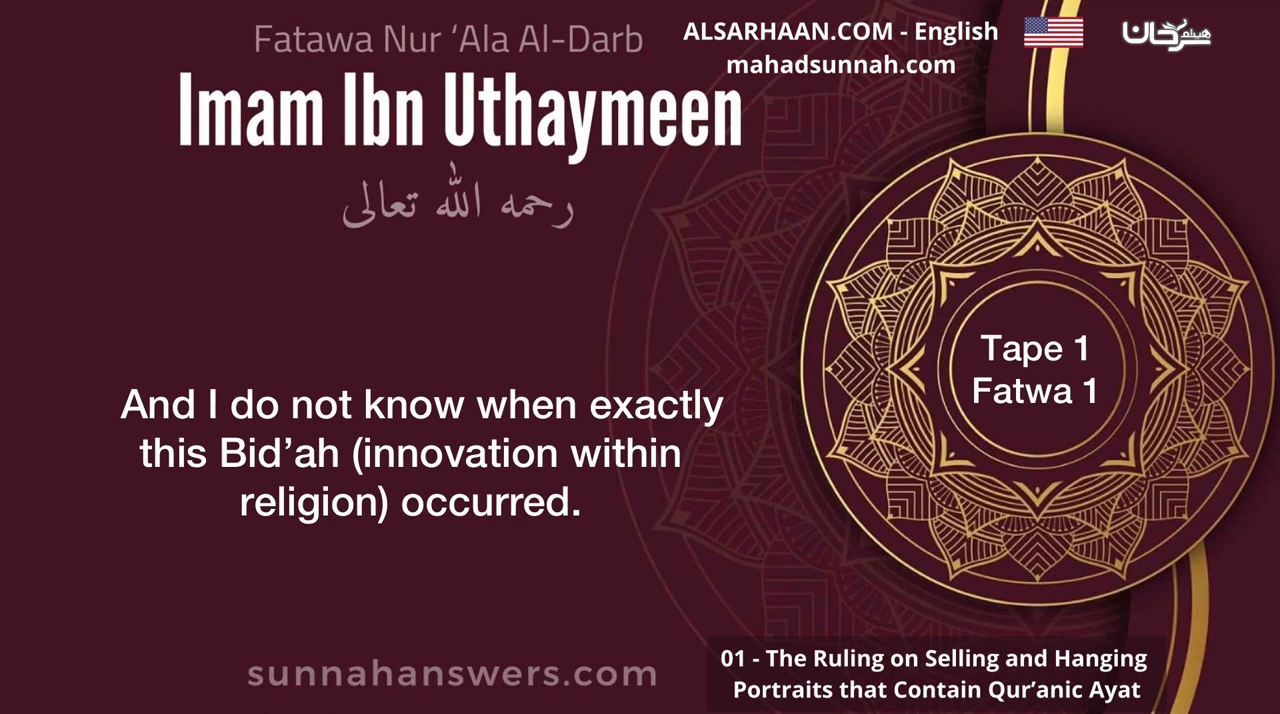 Fatawa Nur ‘Ala Al-Darb
Imam Ibn Uthaymeen
رحمه الله تعالى
ALSARHAAN.COM - English
mahadsunnah.com
هيثم سرحان
Tape 1
Fatwa 1
And I do not know when exactly
this Bid’ah (innovation within
religion) occurred.
sunnahanswers.com
01 - The Ruling on Selling and Hanging
Portraits that Contain Qur’anic Ayat